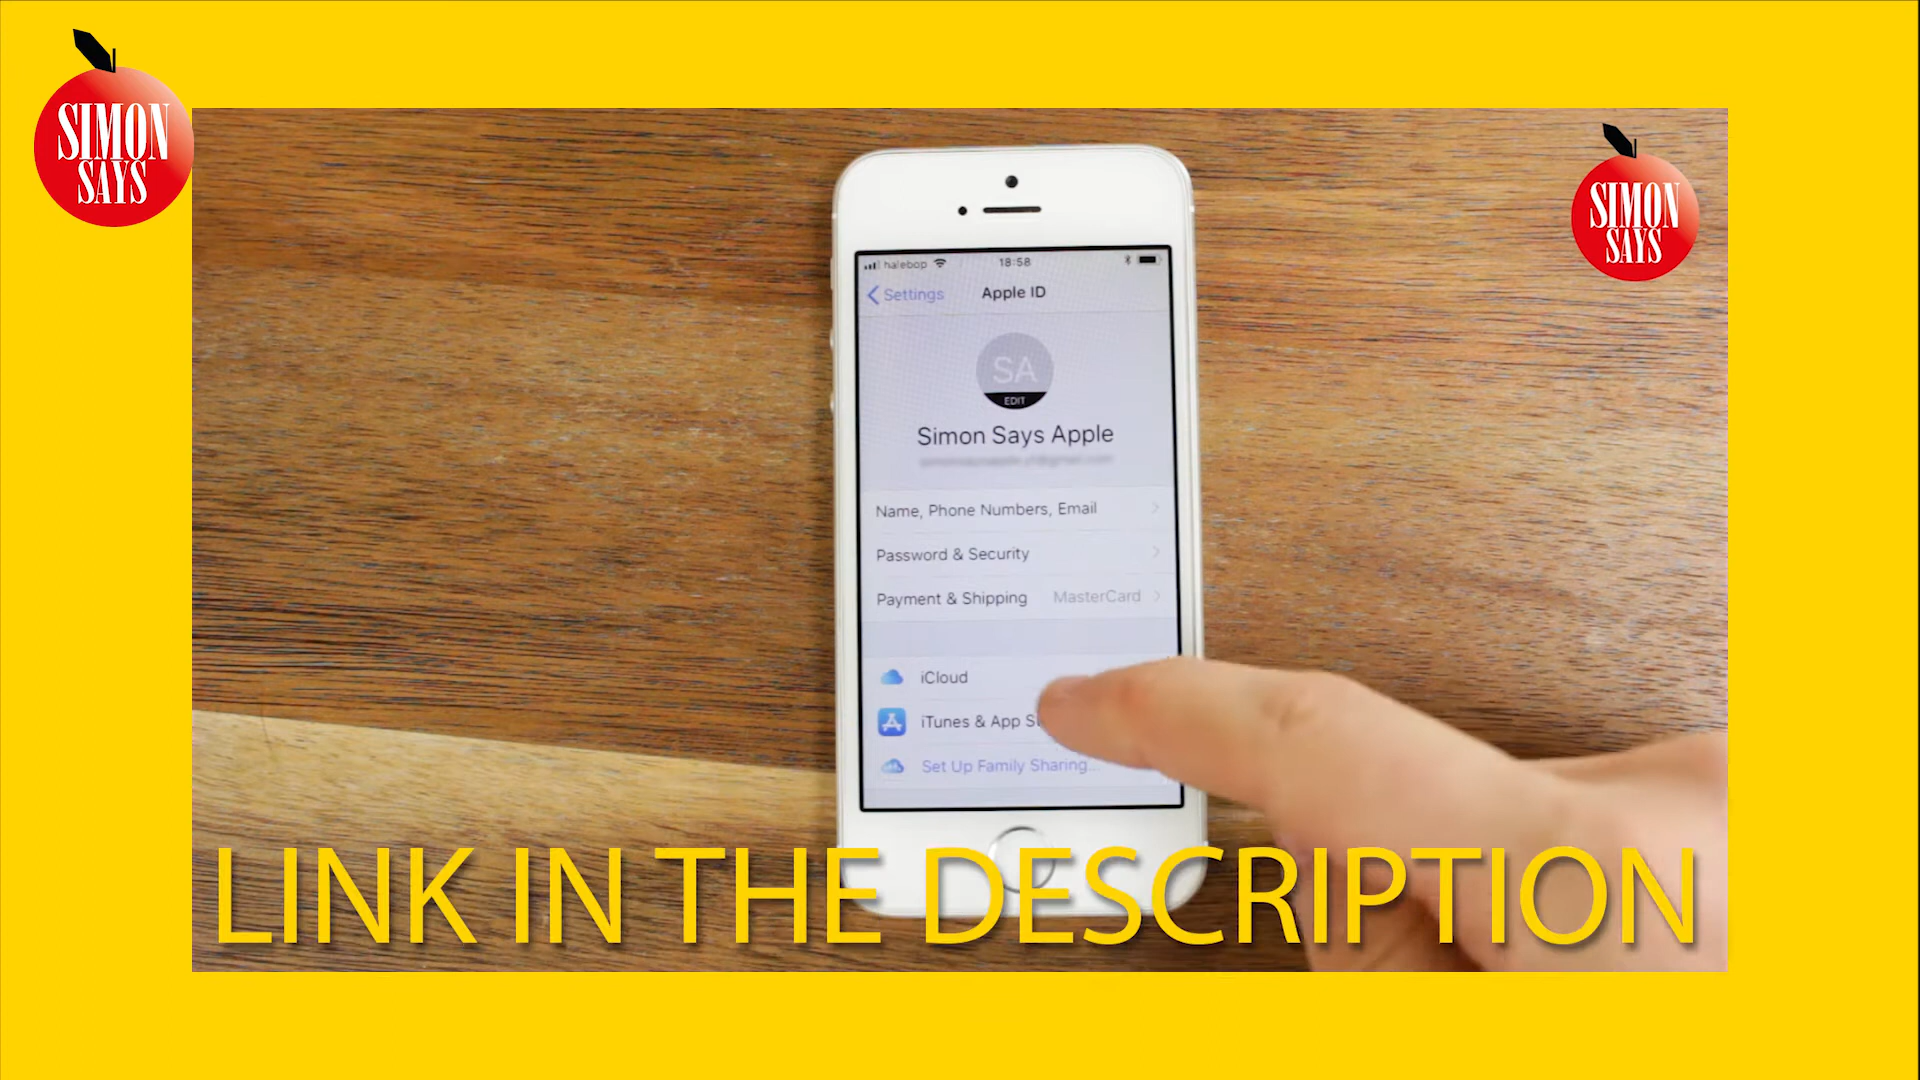 SIMON
SAYS
SIMON
SAYS
halebop
18:58
Settings
Apple ID
SA
EDIT
Simon Says Apple
Name, Phone Numbers, Email
Password & Security
Payment & Shipping MasterCard
iCloud
iTunes & App
Set Up Family Sharing...
LINK IN THE DESCRIPTION